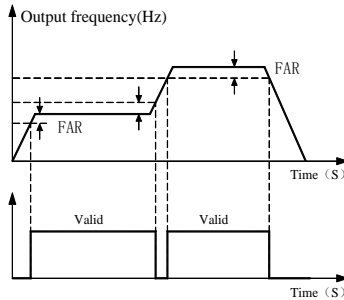 Output frequency(Hz)
FAR
FAR
Time（S）
Valid
Valid
Time（S）